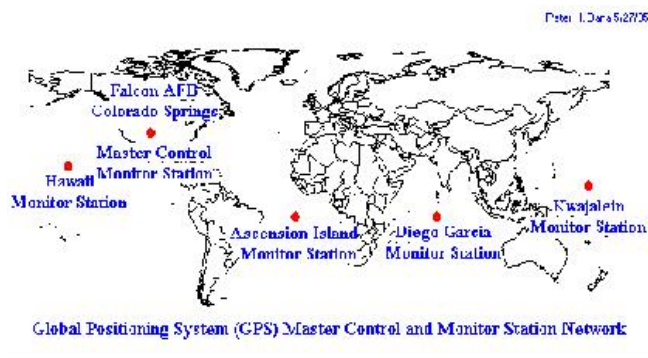 Peter H. Dana 5/27/95
Falcon AFB
Colorado Springs
Master Control
Monitor Station
Hawaii
Monitor Station
Ascension Island
Monitor Station
Diego Garcia
Monitor Station
Kwajalein
Monitor Station
Global Positioning System (GPS) Master Control and Monitor Station Network